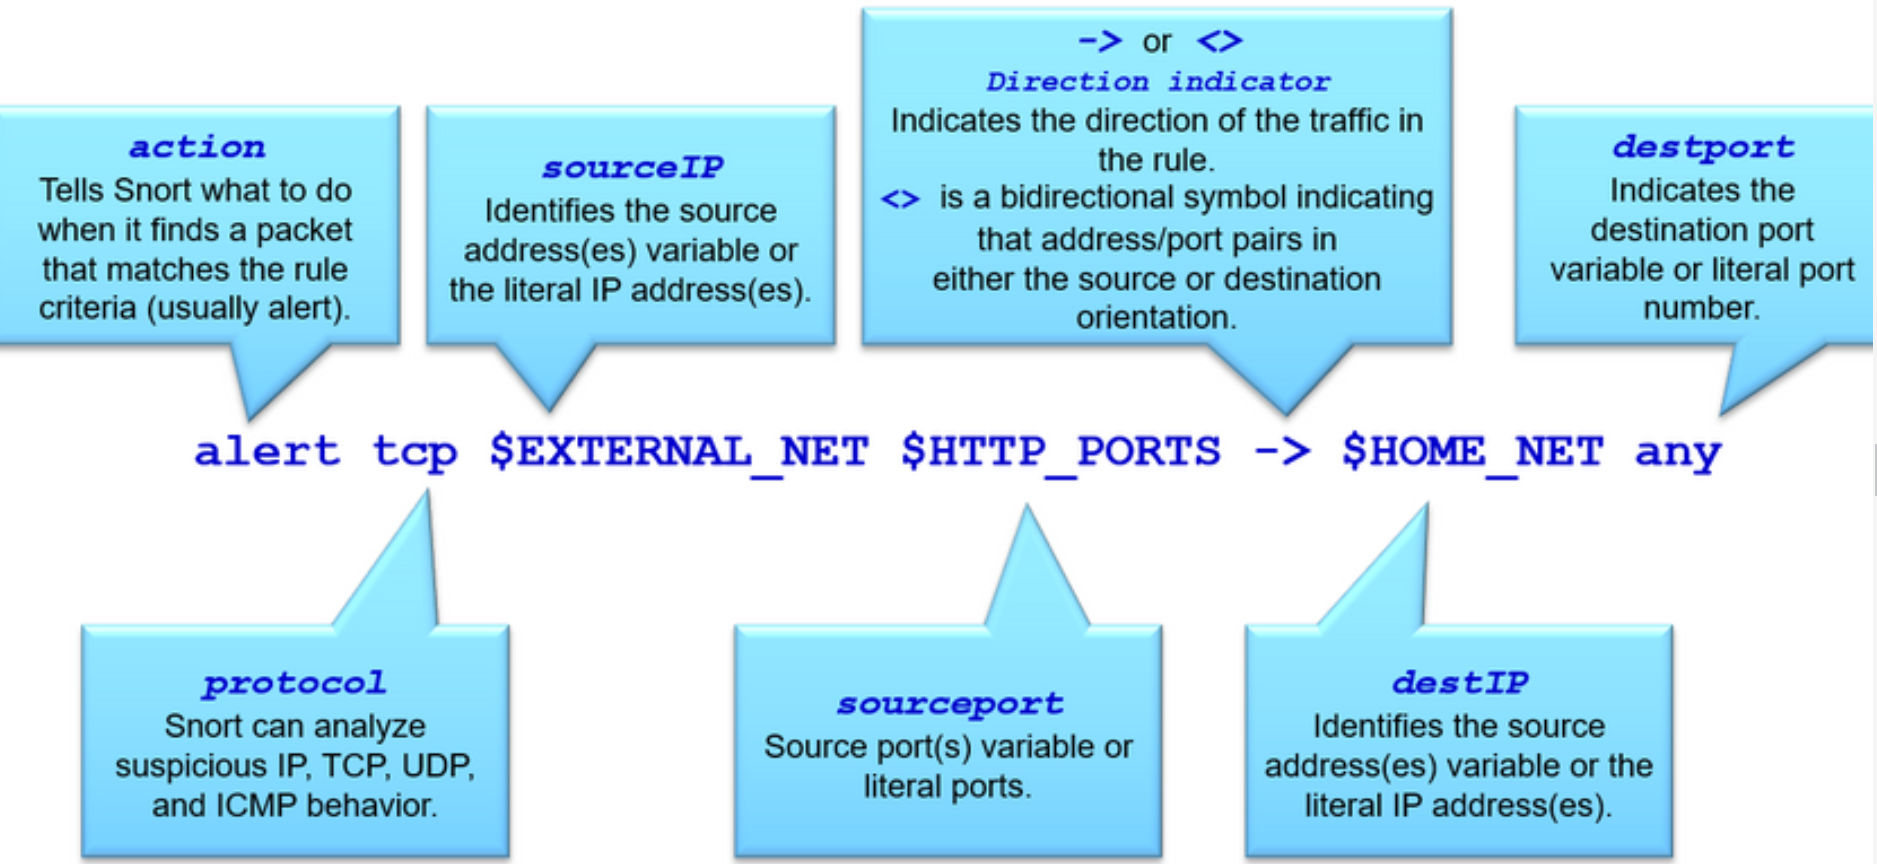 action
Tells Snort what to do
when it finds a packet
that matches the rule
criteria (usually alert).
sourceIP
Identifies the source
address(es) variable or
the literal IP address(es).
-> or <>
Direction indicator
Indicates the direction of the traffic in
the rule.
<> is a bidirectional symbol indicating
that address/port pairs in
either the source or destination
orientation.
destport
Indicates the
destination port
variable or literal port
number.
alert tcp $EXTERNAL_NET $HTTP_PORTS -> $HOME_NET any
protocol
Snort can analyze
suspicious IP, TCP, UDP,
and ICMP behavior.
sourceport
Source port(s) variable or
literal ports.
destIP
Identifies the source
address(es) variable or the
literal IP address(es).